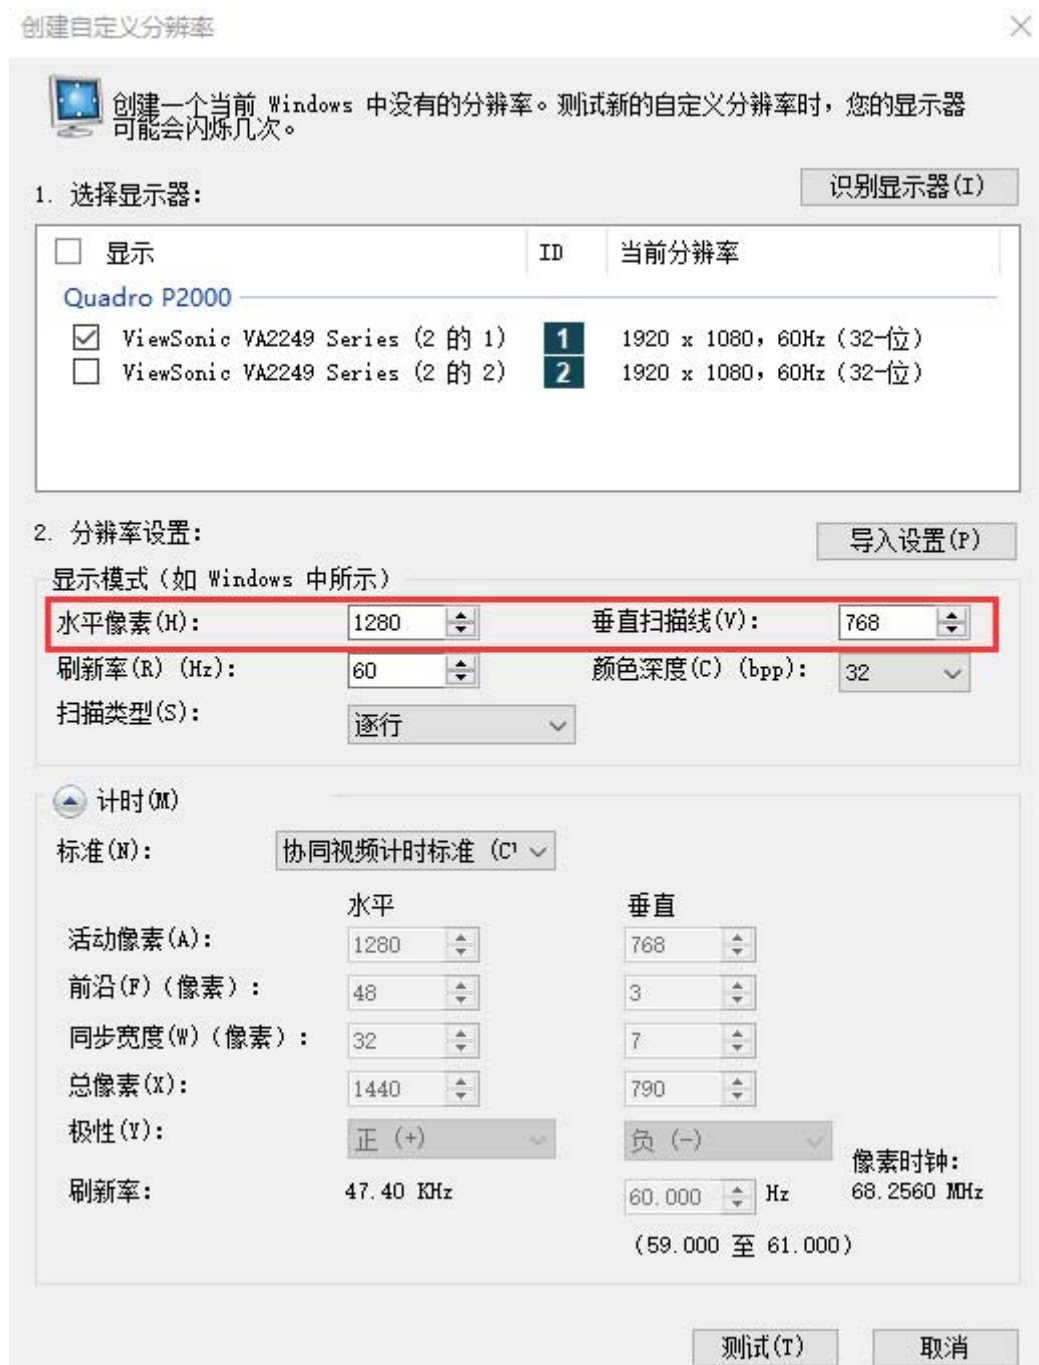 创建自定义分辨率
创建一个当前 Windows 中没有的分辨率。测试新的自定义分辨率时，您的显示器
可能会闪烁几次。
1. 选择显示器：
识别显示器(I)
显示 ID 当前分辨率
Quadro P2000
ViewSonic VA2249 Series (2 的 1) 1 1920 x 1080，60Hz (32-位)
ViewSonic VA2249 Series (2 的 2) 2 1920 x 1080，60Hz (32-位)
2. 分辨率设置：
导入设置(P)
显示模式（如 Windows 中所示）
水平像素(H)： 1280 垂直扫描线(V)： 768
刷新率(R) (Hz)： 60 颜色深度(C) (bpp)： 32
扫描类型(S)： 逐行
计时(M)
标准(N)： 协同视频计时标准 (CV
水平 垂直
活动像素(A)： 1280 768
前沿(F)（像素）： 48 3
同步宽度(W)（像素）： 32 7
总像素(X)： 1440 790
极性(Y)： 正 (+) 负 (-)
像素时钟：
刷新率： 47.40 KHz 60.000 Hz 68.2560 MHz
(59.000 至 61.000)
测试(T) 取消